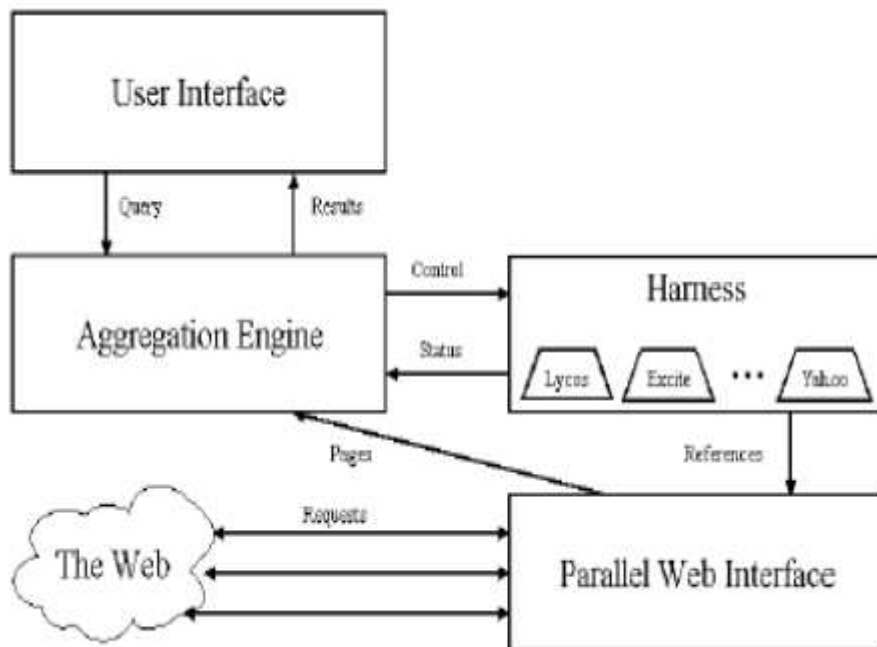 User Interface
Query
Results
Aggregation Engine
Control
Status
Harness
Lycos
Excite
•••
Yahoo
Pages
References
Requests
The Web
Parallel Web Interface